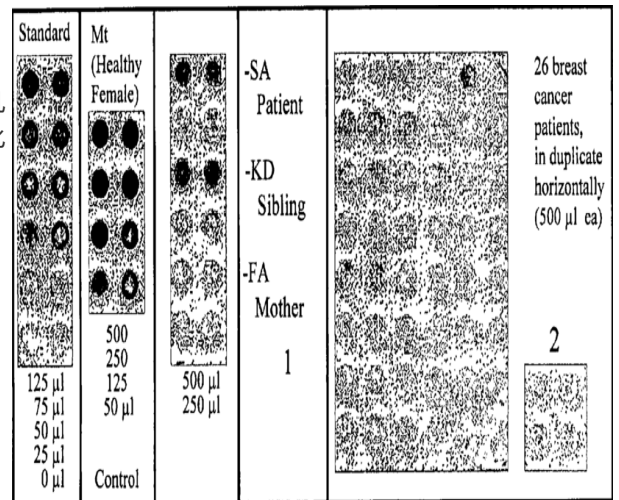 Standard
125 µl
75 µl
50 µl
25 µl
0 µl
Mt
(Healthy
Female)
500
250
125
50 µl
Control
500 µl
250 µl
-SA
Patient
-KD
Sibling
-FA
Mother
1
26 breast
cancer
patients,
in duplicate
horizontally
(500 µl ea)
2